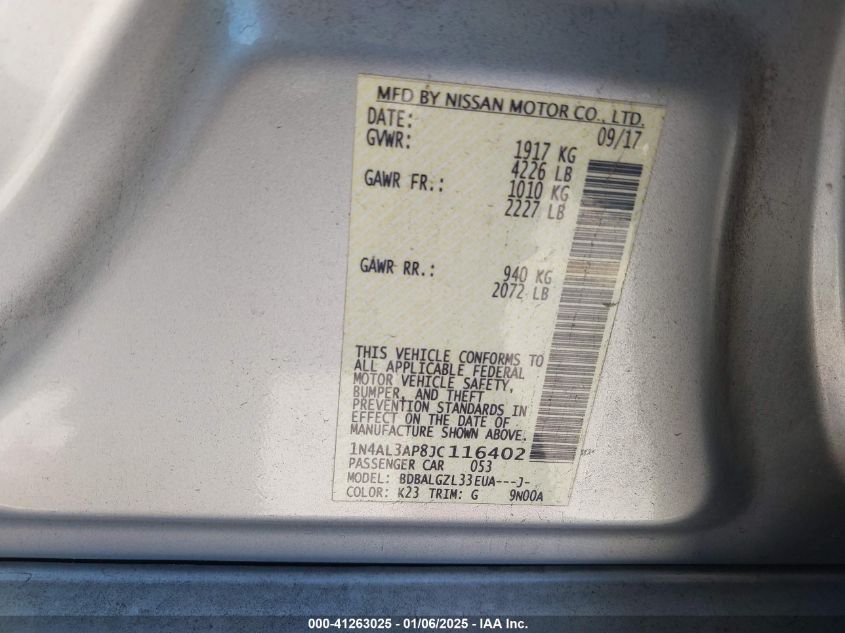 MFD BY NISSAN MOTOR CO., LTD.
DATE: 09/17
GVWR: 1917 KG
4226 LB
GAWR FR.: 1010 KG
2227 LB
GAWR RR.: 940 KG
2072 LB
THIS VEHICLE CONFORMS TO
ALL APPLICABLE FEDERAL
MOTOR VEHICLE SAFETY,
BUMPER, AND THEFT
PREVENTION STANDARDS IN
EFFECT ON THE DATE OF
MANUFACTURE SHOWN ABOVE.
1N4AL3AP8JC116402
PASSENGER CAR 053
MODEL: BDBALGZL33EUA---J-
COLOR: K23 TRIM: G 9N00A
000-41263025 - 01/06/2025 - IAA Inc.